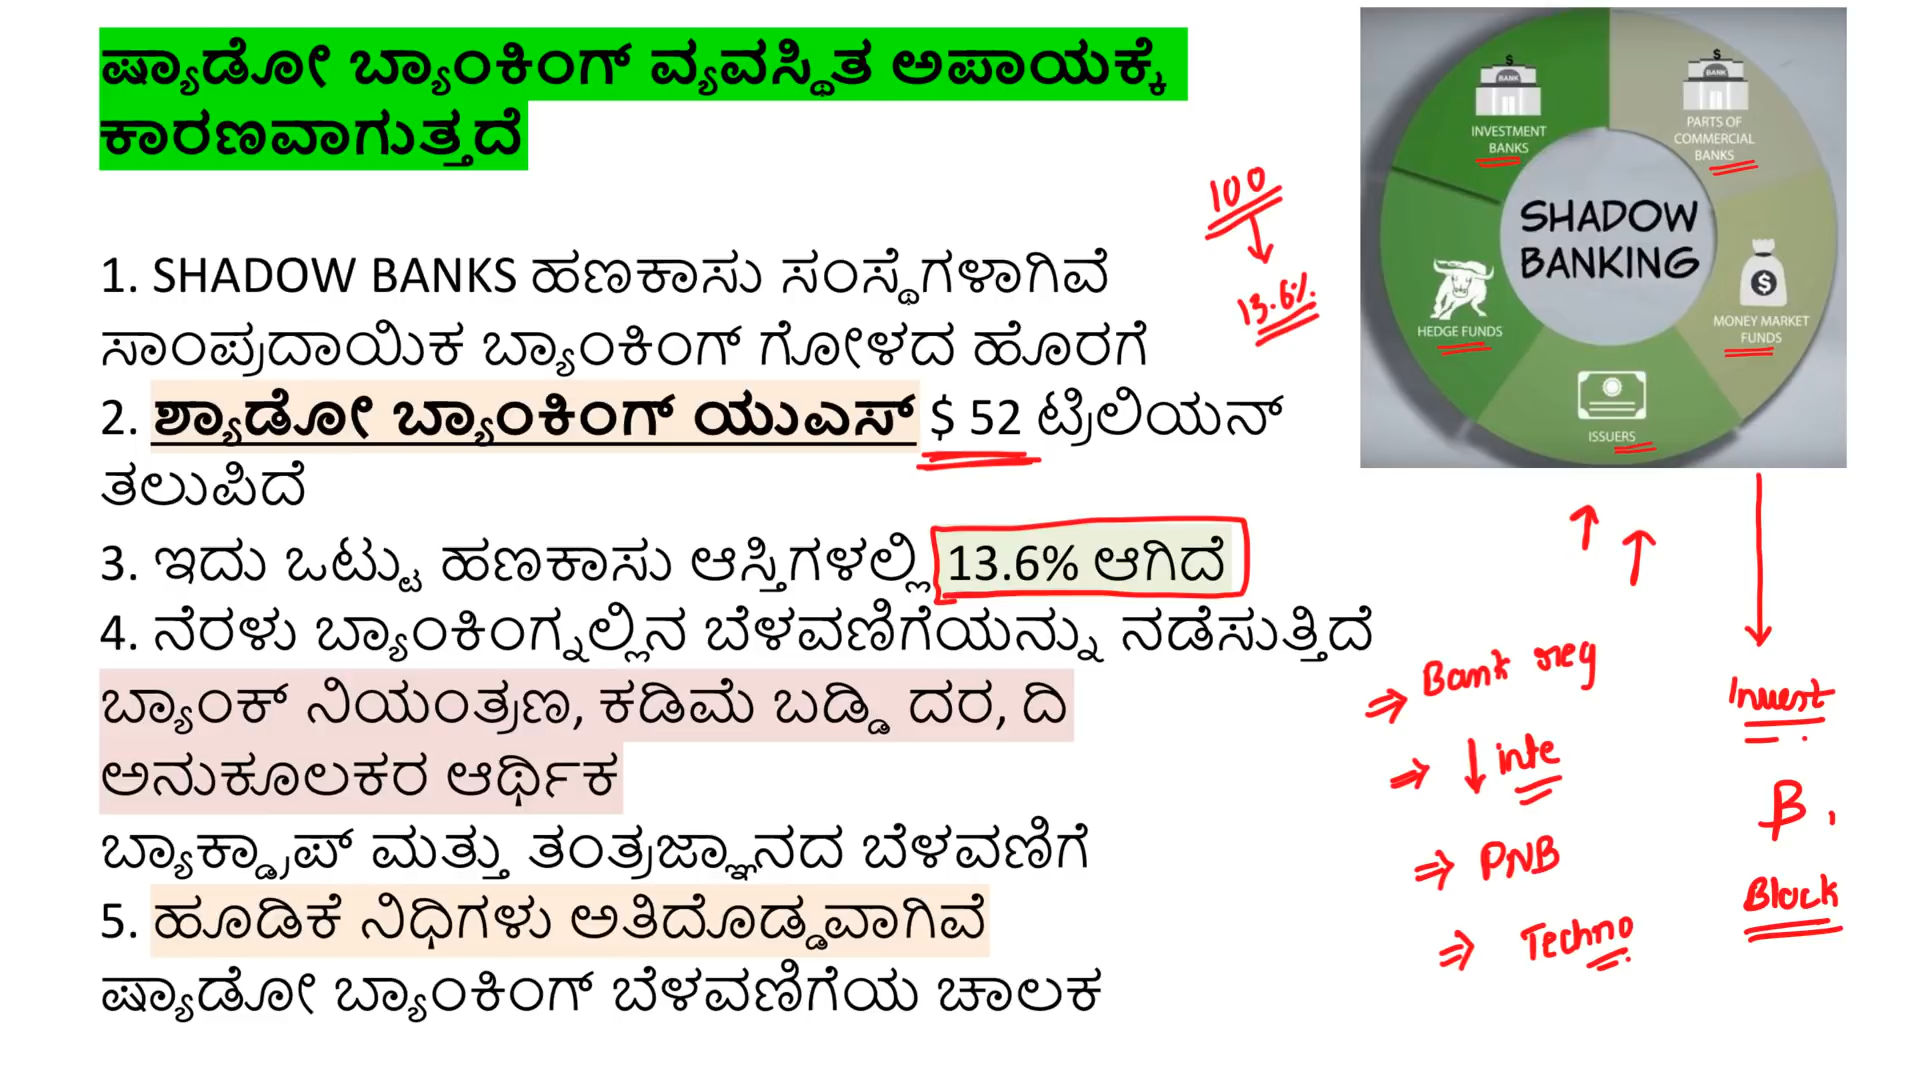 ಷ್ಯಾಡೋ ಬ್ಯಾಂಕಿಂಗ್ ವ್ಯವಸ್ಥಿತ ಅಪಾಯಕ್ಕೆ
ಕಾರಣವಾಗುತ್ತದೆ
1. SHADOW BANKS ಹಣಕಾಸು ಸಂಸ್ಥೆಗಳಾಗಿವೆ
ಸಾಂಪ್ರದಾಯಿಕ ಬ್ಯಾಂಕಿಂಗ್ ಗೋಳದ ಹೊರಗೆ
2. ಶ್ಯಾಡೋ ಬ್ಯಾಂಕಿಂಗ್ ಯುಎಸ್ $ 52 ಟ್ರಿಲಿಯನ್
ತಲುಪಿದೆ
3. ಇದು ಒಟ್ಟು ಹಣಕಾಸು ಆಸ್ತಿಗಳಲ್ಲಿ 13.6% ಆಗಿದೆ
4. ನೆರಳು ಬ್ಯಾಂಕಿಂಗ್ನಲ್ಲಿನ ಬೆಳವಣಿಗೆಯನ್ನು ನಡೆಸುತ್ತಿದೆ
ಬ್ಯಾಂಕ್ ನಿಯಂತ್ರಣ, ಕಡಿಮೆ ಬಡ್ಡಿ ದರ, ದಿ
ಅನುಕೂಲಕರ ಆರ್ಥಿಕ
ಬ್ಯಾಕ್ಡ್ರಾಪ್ ಮತ್ತು ತಂತ್ರಜ್ಞಾನದ ಬೆಳವಣಿಗೆ
5. ಹೂಡಿಕೆ ನಿಧಿಗಳು ಅತಿದೊಡ್ಡವಾಗಿವೆ
ಷ್ಯಾಡೋ ಬ್ಯಾಂಕಿಂಗ್ ಬೆಳವಣಿಗೆಯ ಚಾಲಕ
100
13.6%
$
BANK
INVESTMENT
BANKS
$
BANK
PARTS OF
COMMERCIAL
BANKS
SHADOW
BANKING
HEDGE FUNDS
$
MONEY MARKET
FUNDS
ISSUERS
Bank reg
inte
PNB
Techno
Invest
B,
Block